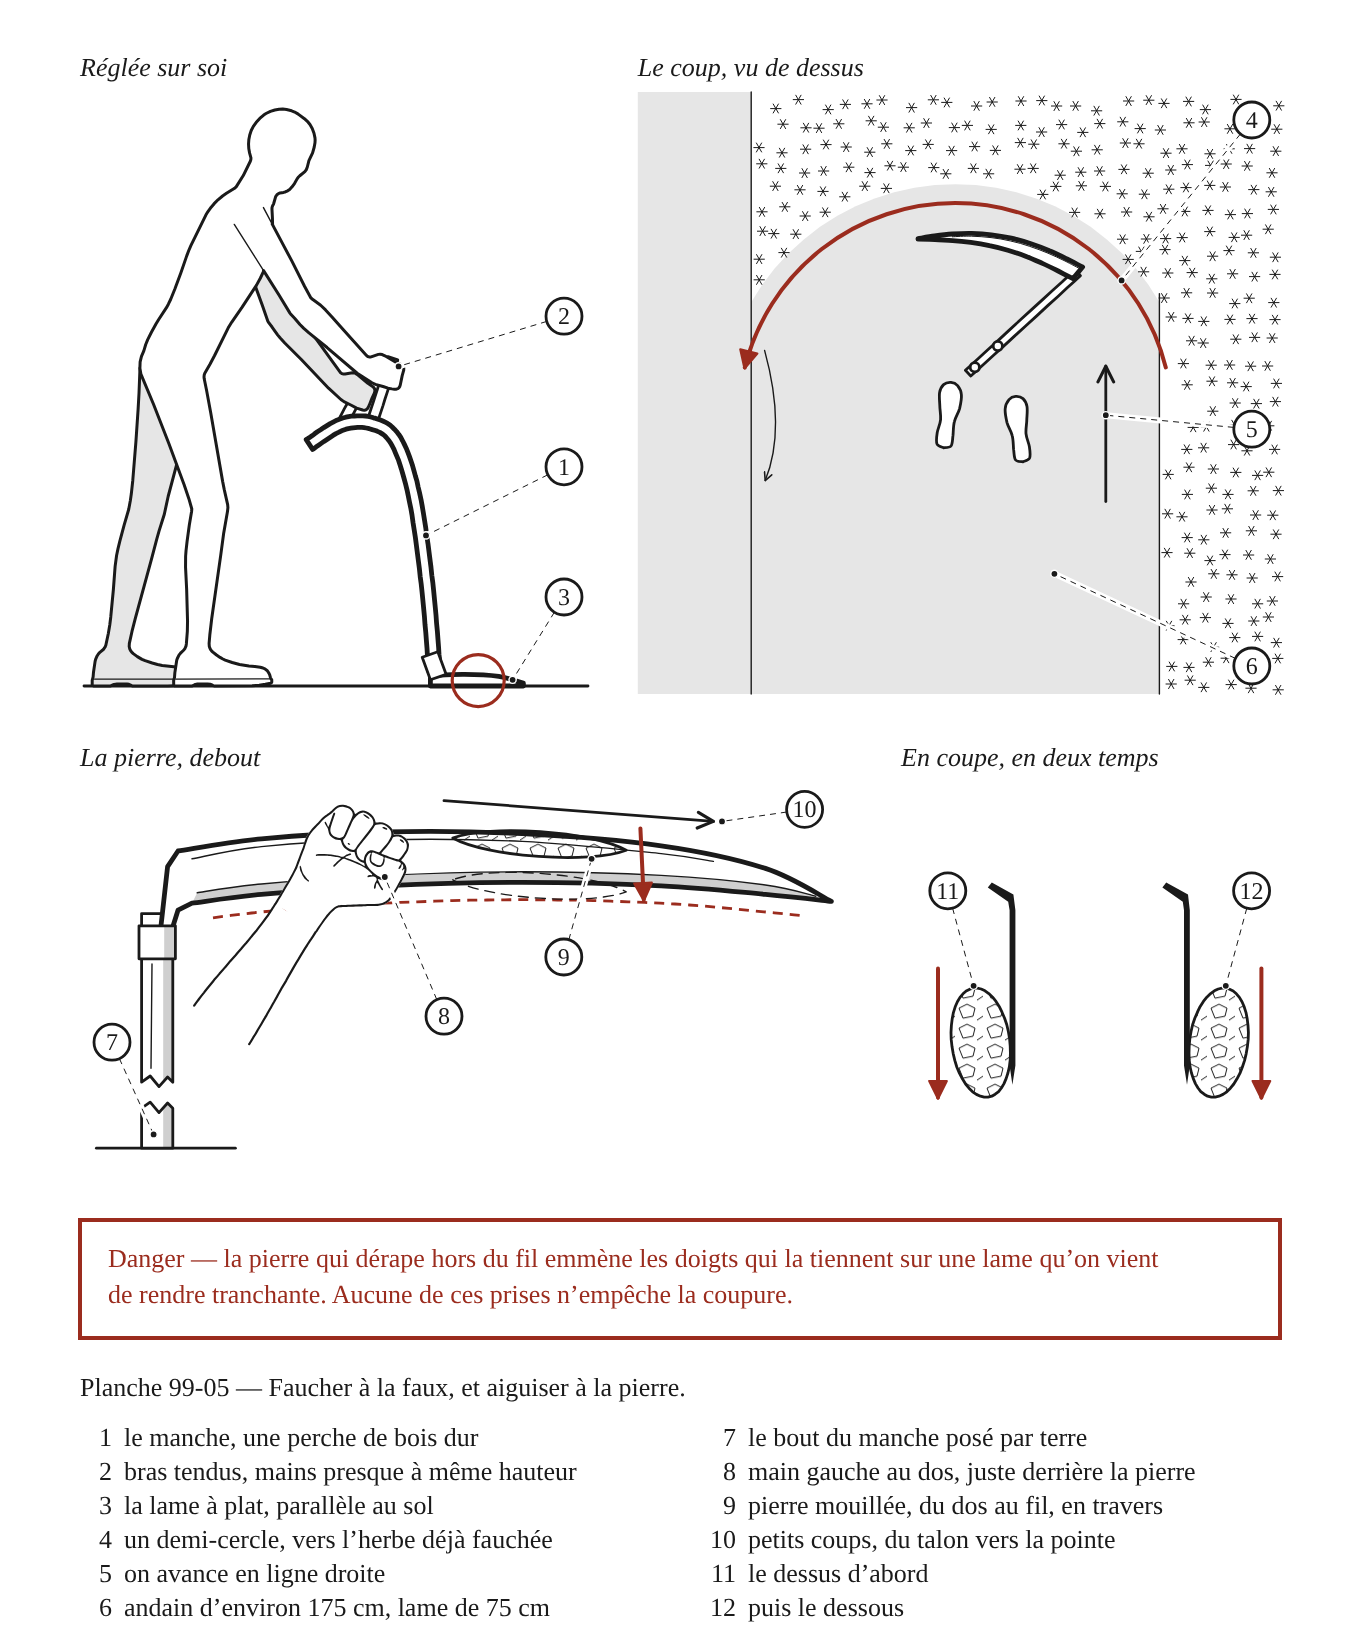 Réglée sur soi
Le coup, vu de dessus
4
2
5
1
3
6
La pierre, debout
En coupe, en deux temps
10
11
12
9
8
7
Danger — la pierre qui dérape hors du fil emmène les doigts qui la tiennent sur une lame qu’on vient
de rendre tranchante. Aucune de ces prises n’empêche la coupure.
Planche 99-05 — Faucher à la faux, et aiguiser à la pierre.
1 le manche, une perche de bois dur
2 bras tendus, mains presque à même hauteur
3 la lame à plat, parallèle au sol
4 un demi-cercle, vers l’herbe déjà fauchée
5 on avance en ligne droite
6 andain d’environ 175 cm, lame de 75 cm
7 le bout du manche posé par terre
8 main gauche au dos, juste derrière la pierre
9 pierre mouillée, du dos au fil, en travers
10 petits coups, du talon vers la pointe
11 le dessus d’abord
12 puis le dessous